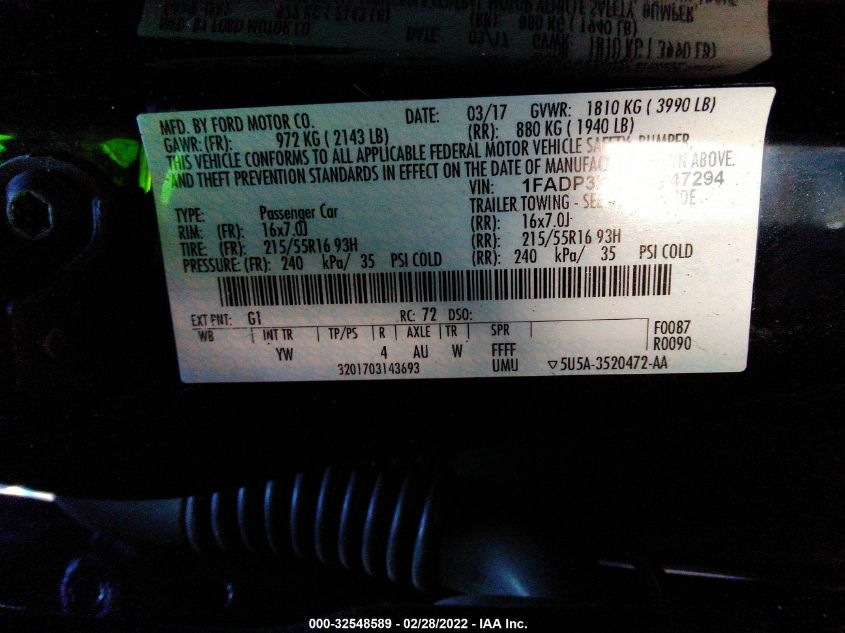 MFD. BY FORD MOTOR CO. DATE: 03/17 GVWR: 1810 KG ( 3990 LB)
GAWR: (FR): 972 KG ( 2143 LB) (RR): 880 KG ( 1940 LB)
THIS VEHICLE CONFORMS TO ALL APPLICABLE FEDERAL MOTOR VEHICLE SAFETY, BUMPER,
AND THEFT PREVENTION STANDARDS IN EFFECT ON THE DATE OF ABOVE.
VIN: 1FADP3 47294
TYPE: Passenger Car TRAILER TOWING - SEE
RIM: (FR): 16x7.0J (RR): 16x7.0J
TIRE: (FR): 215/55R16 93H (RR): 215/55R16 93H
PRESSURE: (FR): 240 kPa/ 35 PSI COLD (RR): 240 kPa/ 35 PSI COLD
EXT PNT: G1 RC: 72 DSO:
WB INT TR TP/PS R AXLE TR SPR F0087
R0090
YW 4 AU W FFFF
3201703143693 UMU ▽5U5A-3520472-AA
000-32548589 - 02/28/2022 - IAA Inc.